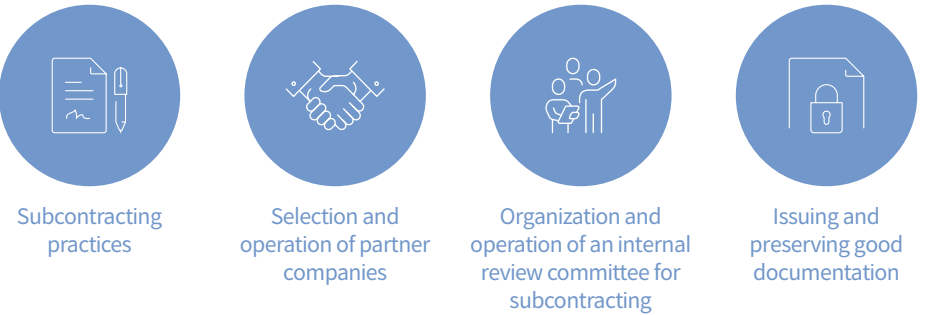 Subcontracting
practices
Selection and
operation of partner
companies
Organization and
operation of an internal
review committee for
subcontracting
Issuing and
preserving good
documentation